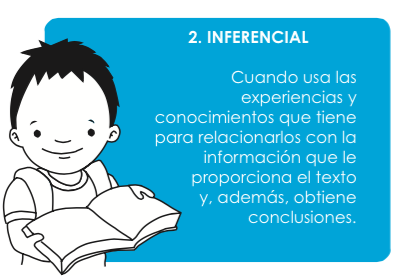 2. INFERENCIAL
Cuando usa las
experiencias y
conocimientos que tiene
para relacionarlos con la
información que le
proporciona el texto
y, además, obtiene
conclusiones.